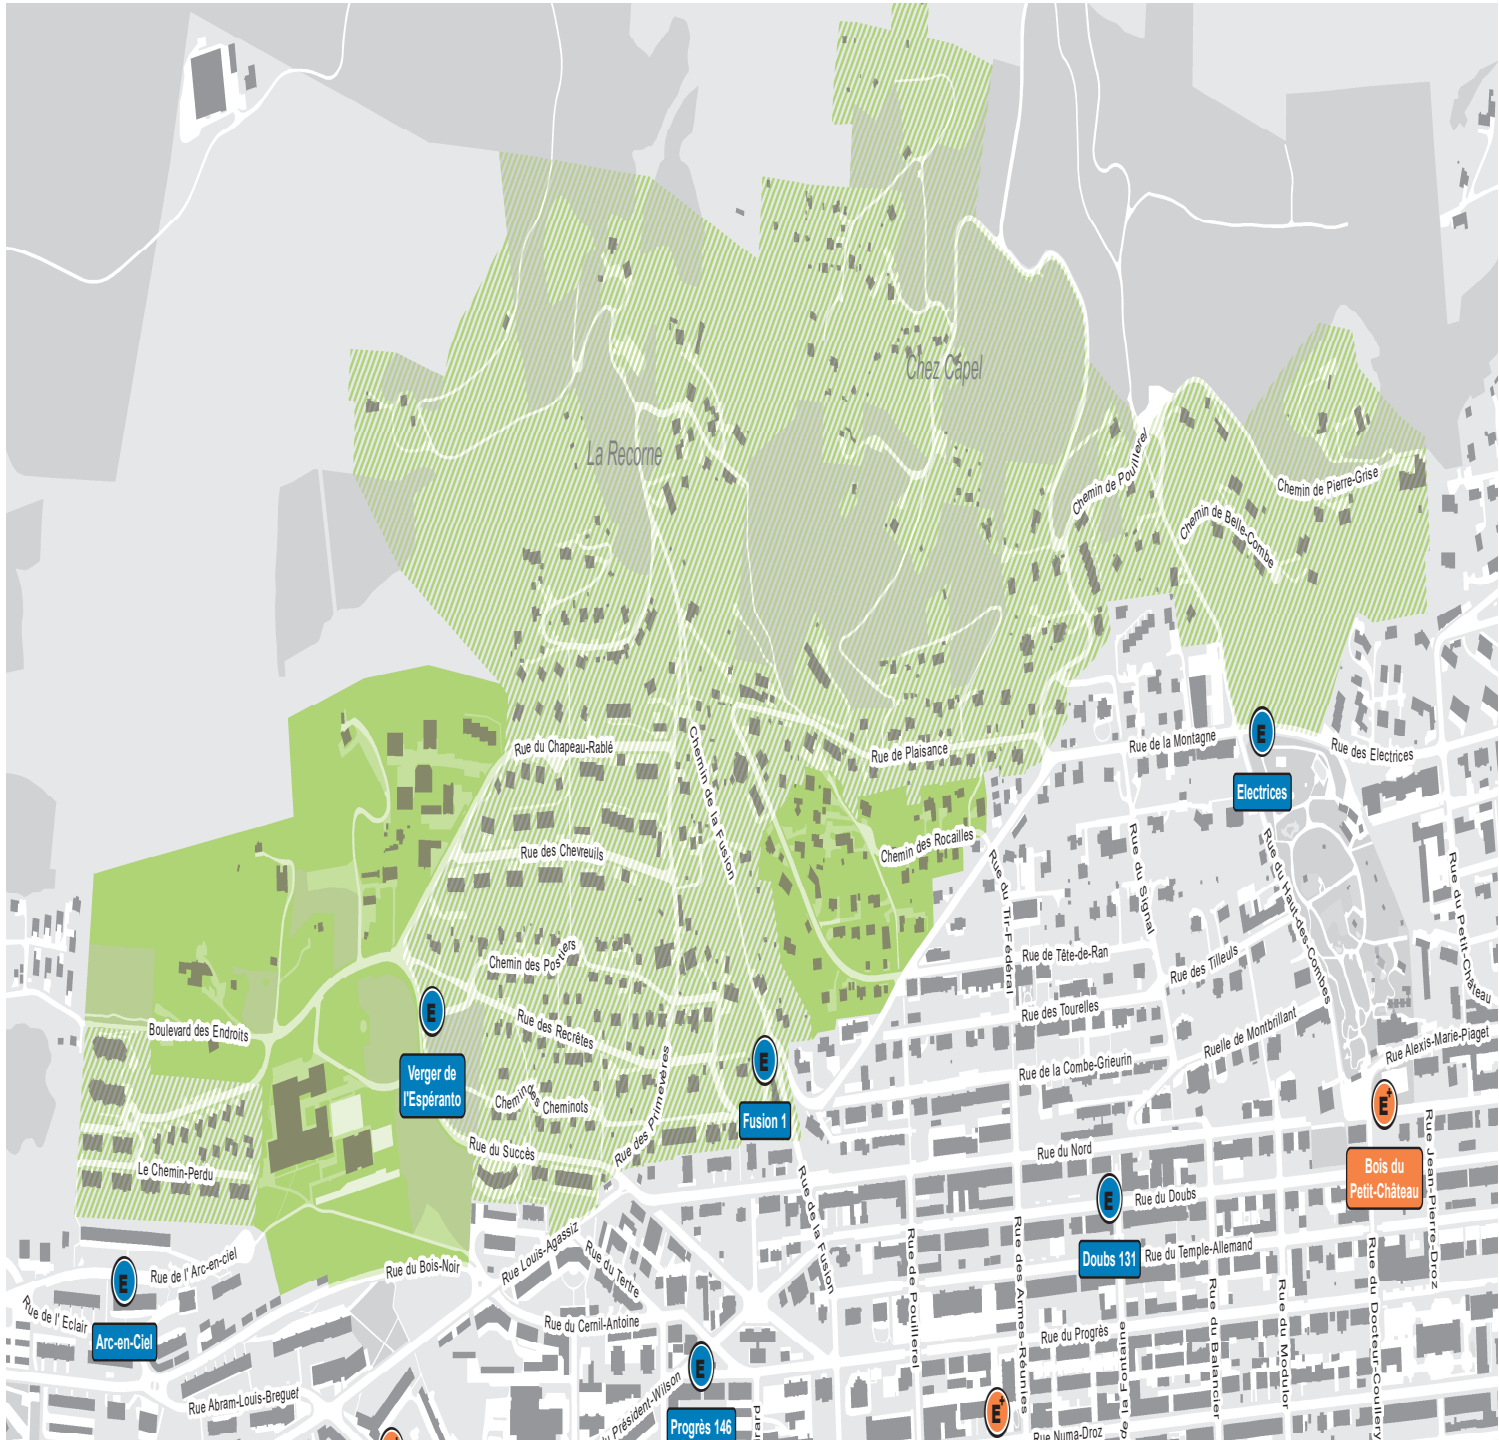 Chez Capel
La Recorne
Chemin de Pouillerel
Chemin de Pierre-Grise
Chemin de Belle-Combe
Rue du Chapeau-Rablé
Chemin de la Fusion
Rue de Plaisance
Rue de la Montagne
E
Rue des Electrices
Electrices
Rue des Chevreuils
Chemin des Rocailles
Rue du Tir-Fédéral
Rue du Signal
Rue du Haut-des-Combes
Rue du Petit-Château
Chemin des Postiers
Rue de Tête-de-Ran
Rue des Tilleuls
E
Boulevard des Endroits
Rue des Recrêtes
Rue des Tourelles
Ruelle de Montbrillant
Rue Alexis-Marie-Piaget
Verger de
l'Espéranto
E
Fusion 1
Rue de la Combe-Grieurin
E+
Chemin des Cheminots
Rue des Primevères
Rue du Succès
Le Chemin-Perdu
Rue du Nord
Bois du
Petit-Château
Rue Jean-Pierre-Droz
E
Rue du Doubs
Doubs 131
Rue du Temple-Allemand
Rue de la Fusion
Rue de Pouillerel
Rue des Armes-Réunies
Rue du Balancier
Rue du Modulor
Rue du Docteur-Coullery
E
Rue de l' Arc-en-ciel
Rue du Bois-Noir
Rue Louis-Agassiz
Rue du Tertre
Rue de l' Eclair
Arc-en-Ciel
Rue du Cernil-Antoine
Rue du Progrès
E
Rue Abram-Louis-Breguet
Président-Wilson
Progrès 146
E+
Rue Numa-Droz